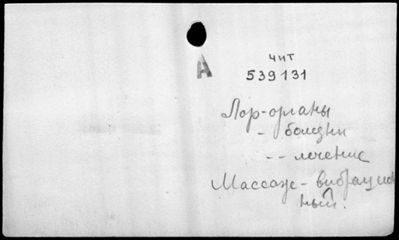 чит
А 539131
Лор-органы
- болезни
-- лечение
Массаж - вибрацион
ный.